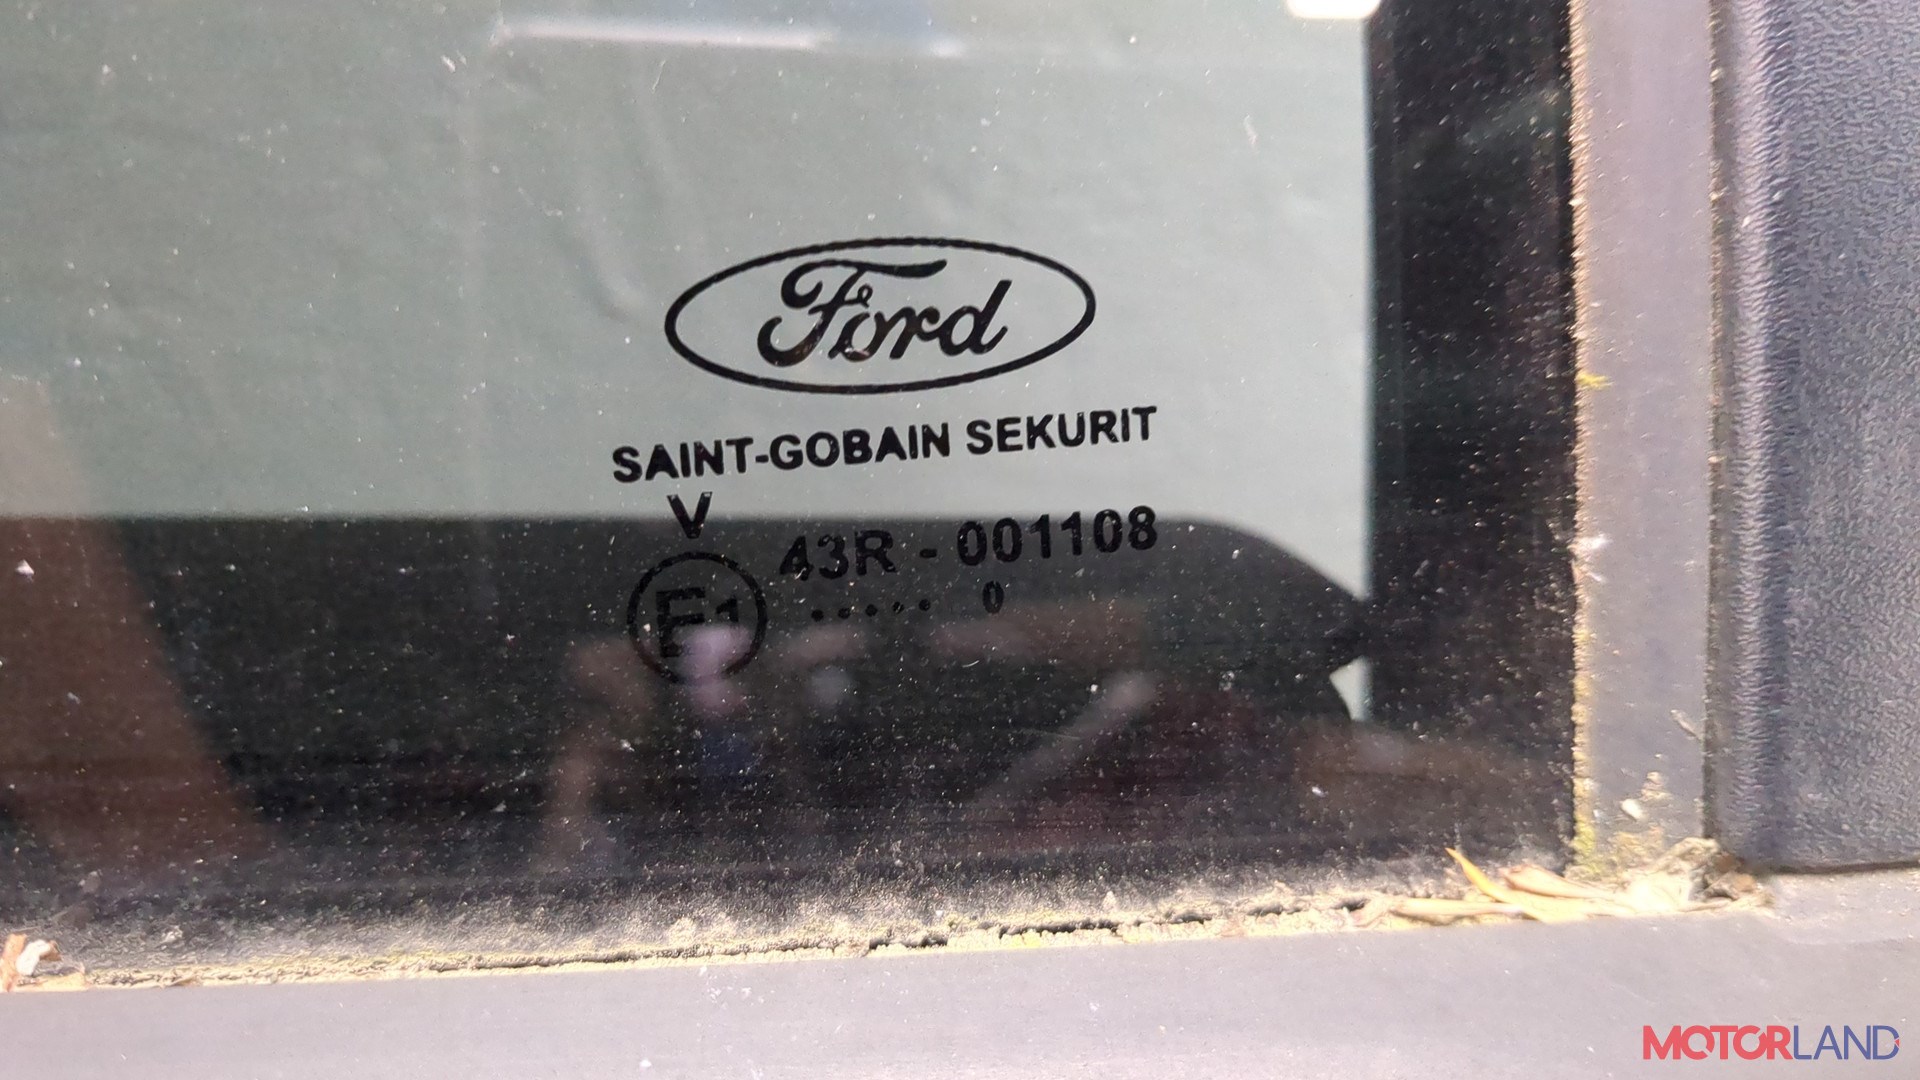 Ford
SAINT-GOBAIN SEKURIT
V
E1 43R - 001108
..... 0
MOTORLAND